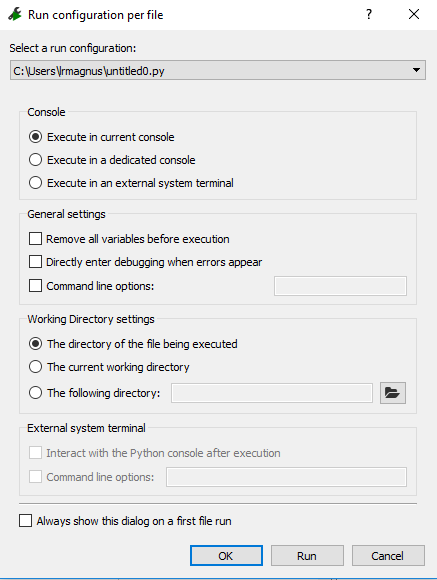 Run configuration per file
?
Select a run configuration:
C:\Users\lrmagnus\untitled0.py
Console
Execute in current console
Execute in a dedicated console
Execute in an external system terminal
General settings
Remove all variables before execution
Directly enter debugging when errors appear
Command line options:
Working Directory settings
The directory of the file being executed
The current working directory
The following directory:
External system terminal
Interact with the Python console after execution
Command line options:
Always show this dialog on a first file run
OK Run Cancel